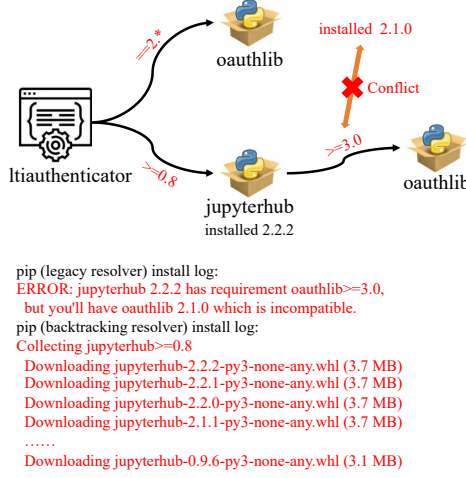 ==2.*
oauthlib
installed 2.1.0
Conflict
ltiauthenticator
>=0.8
>=3.0
jupyterhub
installed 2.2.2
oauthlib
pip (legacy resolver) install log:
ERROR: jupyterhub 2.2.2 has requirement oauthlib>=3.0,
but you'll have oauthlib 2.1.0 which is incompatible.
pip (backtracking resolver) install log:
Collecting jupyterhub>=0.8
Downloading jupyterhub-2.2.2-py3-none-any.whl (3.7 MB)
Downloading jupyterhub-2.2.1-py3-none-any.whl (3.7 MB)
Downloading jupyterhub-2.2.0-py3-none-any.whl (3.7 MB)
Downloading jupyterhub-2.1.1-py3-none-any.whl (3.7 MB)
……
Downloading jupyterhub-0.9.6-py3-none-any.whl (3.1 MB)